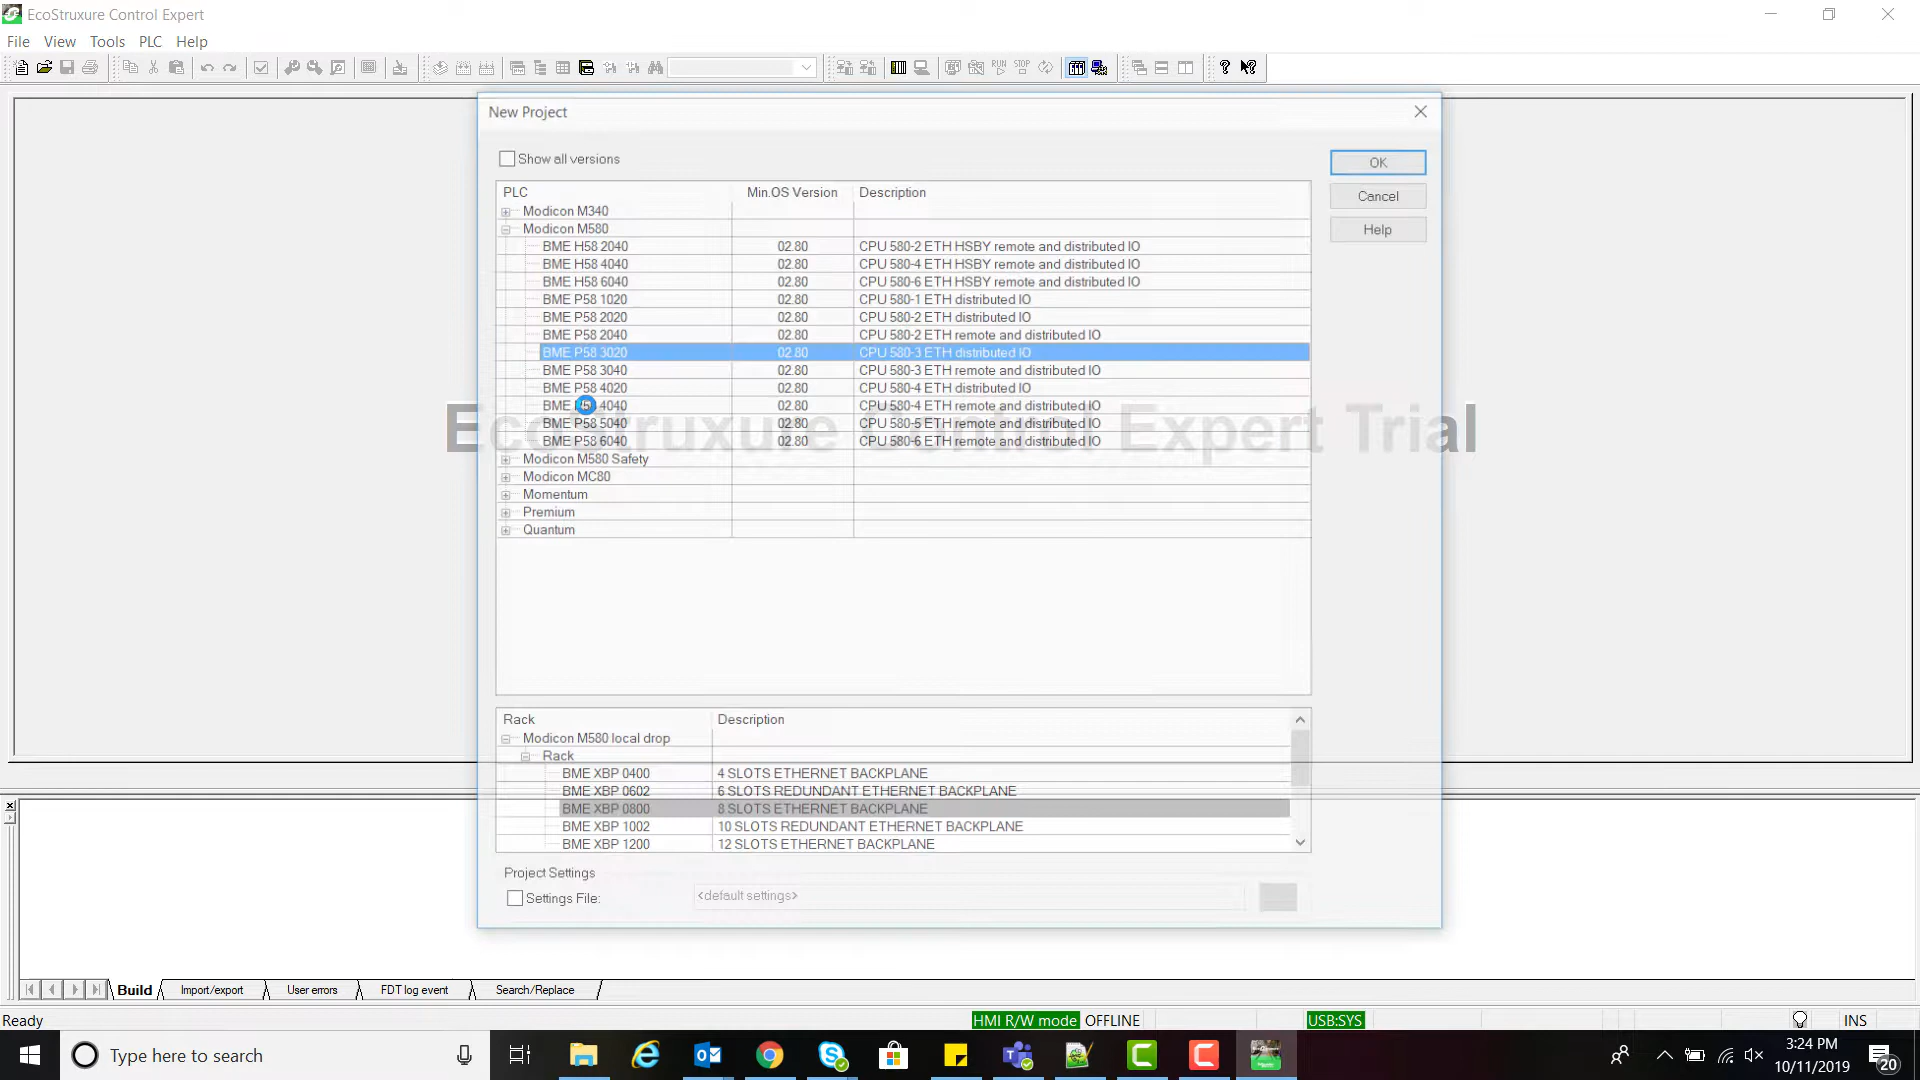 EcoStruxure Control Expert
File View Tools PLC Help
RUN STOP
New Project
Show all versions
OK
Cancel
Help
PLC Min.OS Version Description
Modicon M340
Modicon M580
BME H58 2040 02.80 CPU 580-2 ETH HSBY remote and distributed IO
BME H58 4040 02.80 CPU 580-4 ETH HSBY remote and distributed IO
BME H58 6040 02.80 CPU 580-6 ETH HSBY remote and distributed IO
BME P58 1020 02.80 CPU 580-1 ETH distributed IO
BME P58 2020 02.80 CPU 580-2 ETH distributed IO
BME P58 2040 02.80 CPU 580-2 ETH remote and distributed IO
BME P58 3020 02.80 CPU 580-3 ETH distributed IO
BME P58 3040 02.80 CPU 580-3 ETH remote and distributed IO
BME P58 4020 02.80 CPU 580-4 ETH distributed IO
BME P58 4040 02.80 CPU 580-4 ETH remote and distributed IO
BME P58 5040 02.80 CPU 580-5 ETH remote and distributed IO
BME P58 6040 02.80 CPU 580-6 ETH remote and distributed IO
EcoStruxure Control Expert Trial
Modicon M580 Safety
Modicon MC80
Momentum
Premium
Quantum
Rack Description
Modicon M580 local drop
Rack
BME XBP 0400 4 SLOTS ETHERNET BACKPLANE
BME XBP 0602 6 SLOTS REDUNDANT ETHERNET BACKPLANE
BME XBP 0800 8 SLOTS ETHERNET BACKPLANE
BME XBP 1002 10 SLOTS REDUNDANT ETHERNET BACKPLANE
BME XBP 1200 12 SLOTS ETHERNET BACKPLANE
Project Settings
Settings File: <default settings>
Build Import/export User errors FDT log event Search/Replace
Ready HMI R/W mode OFFLINE USB:SYS INS
Type here to search
3:24 PM
10/11/2019
20